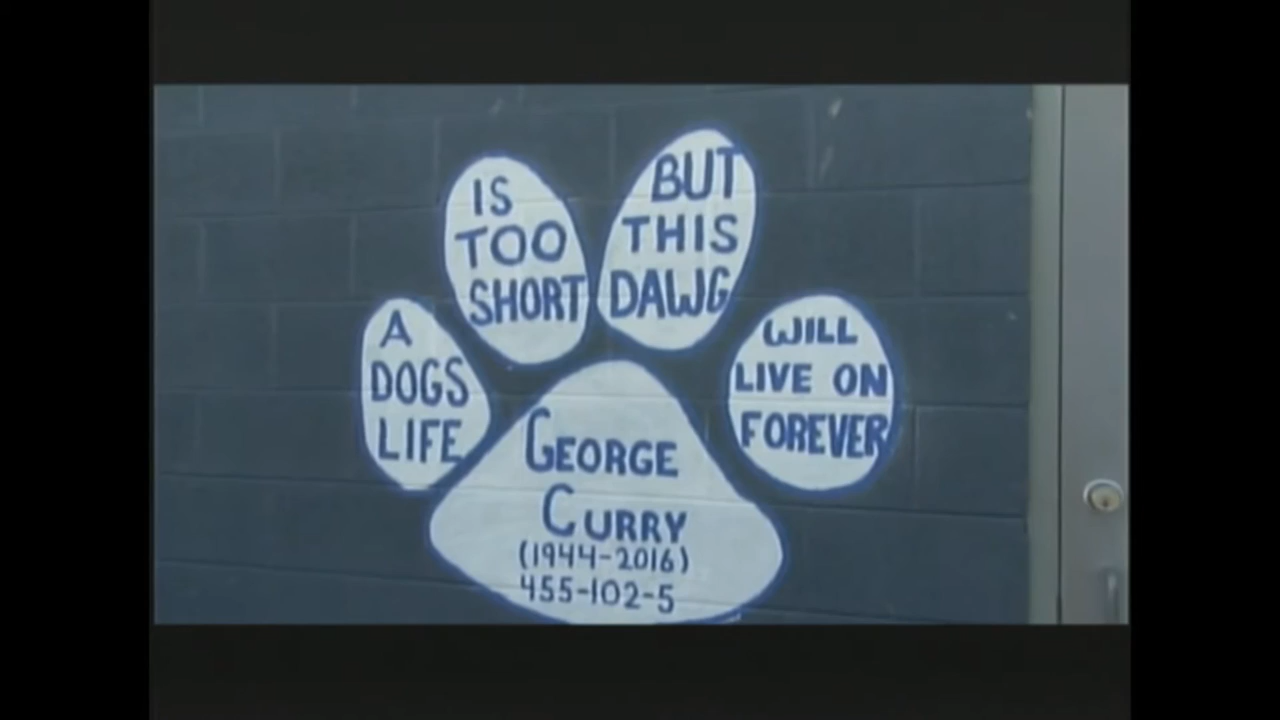 A
DOGS
LIFE
IS
TOO
SHORT
BUT
THIS
DAWG
WILL
LIVE ON
FOREVER
GEORGE
CURRY
(1944-2016)
455-102-5